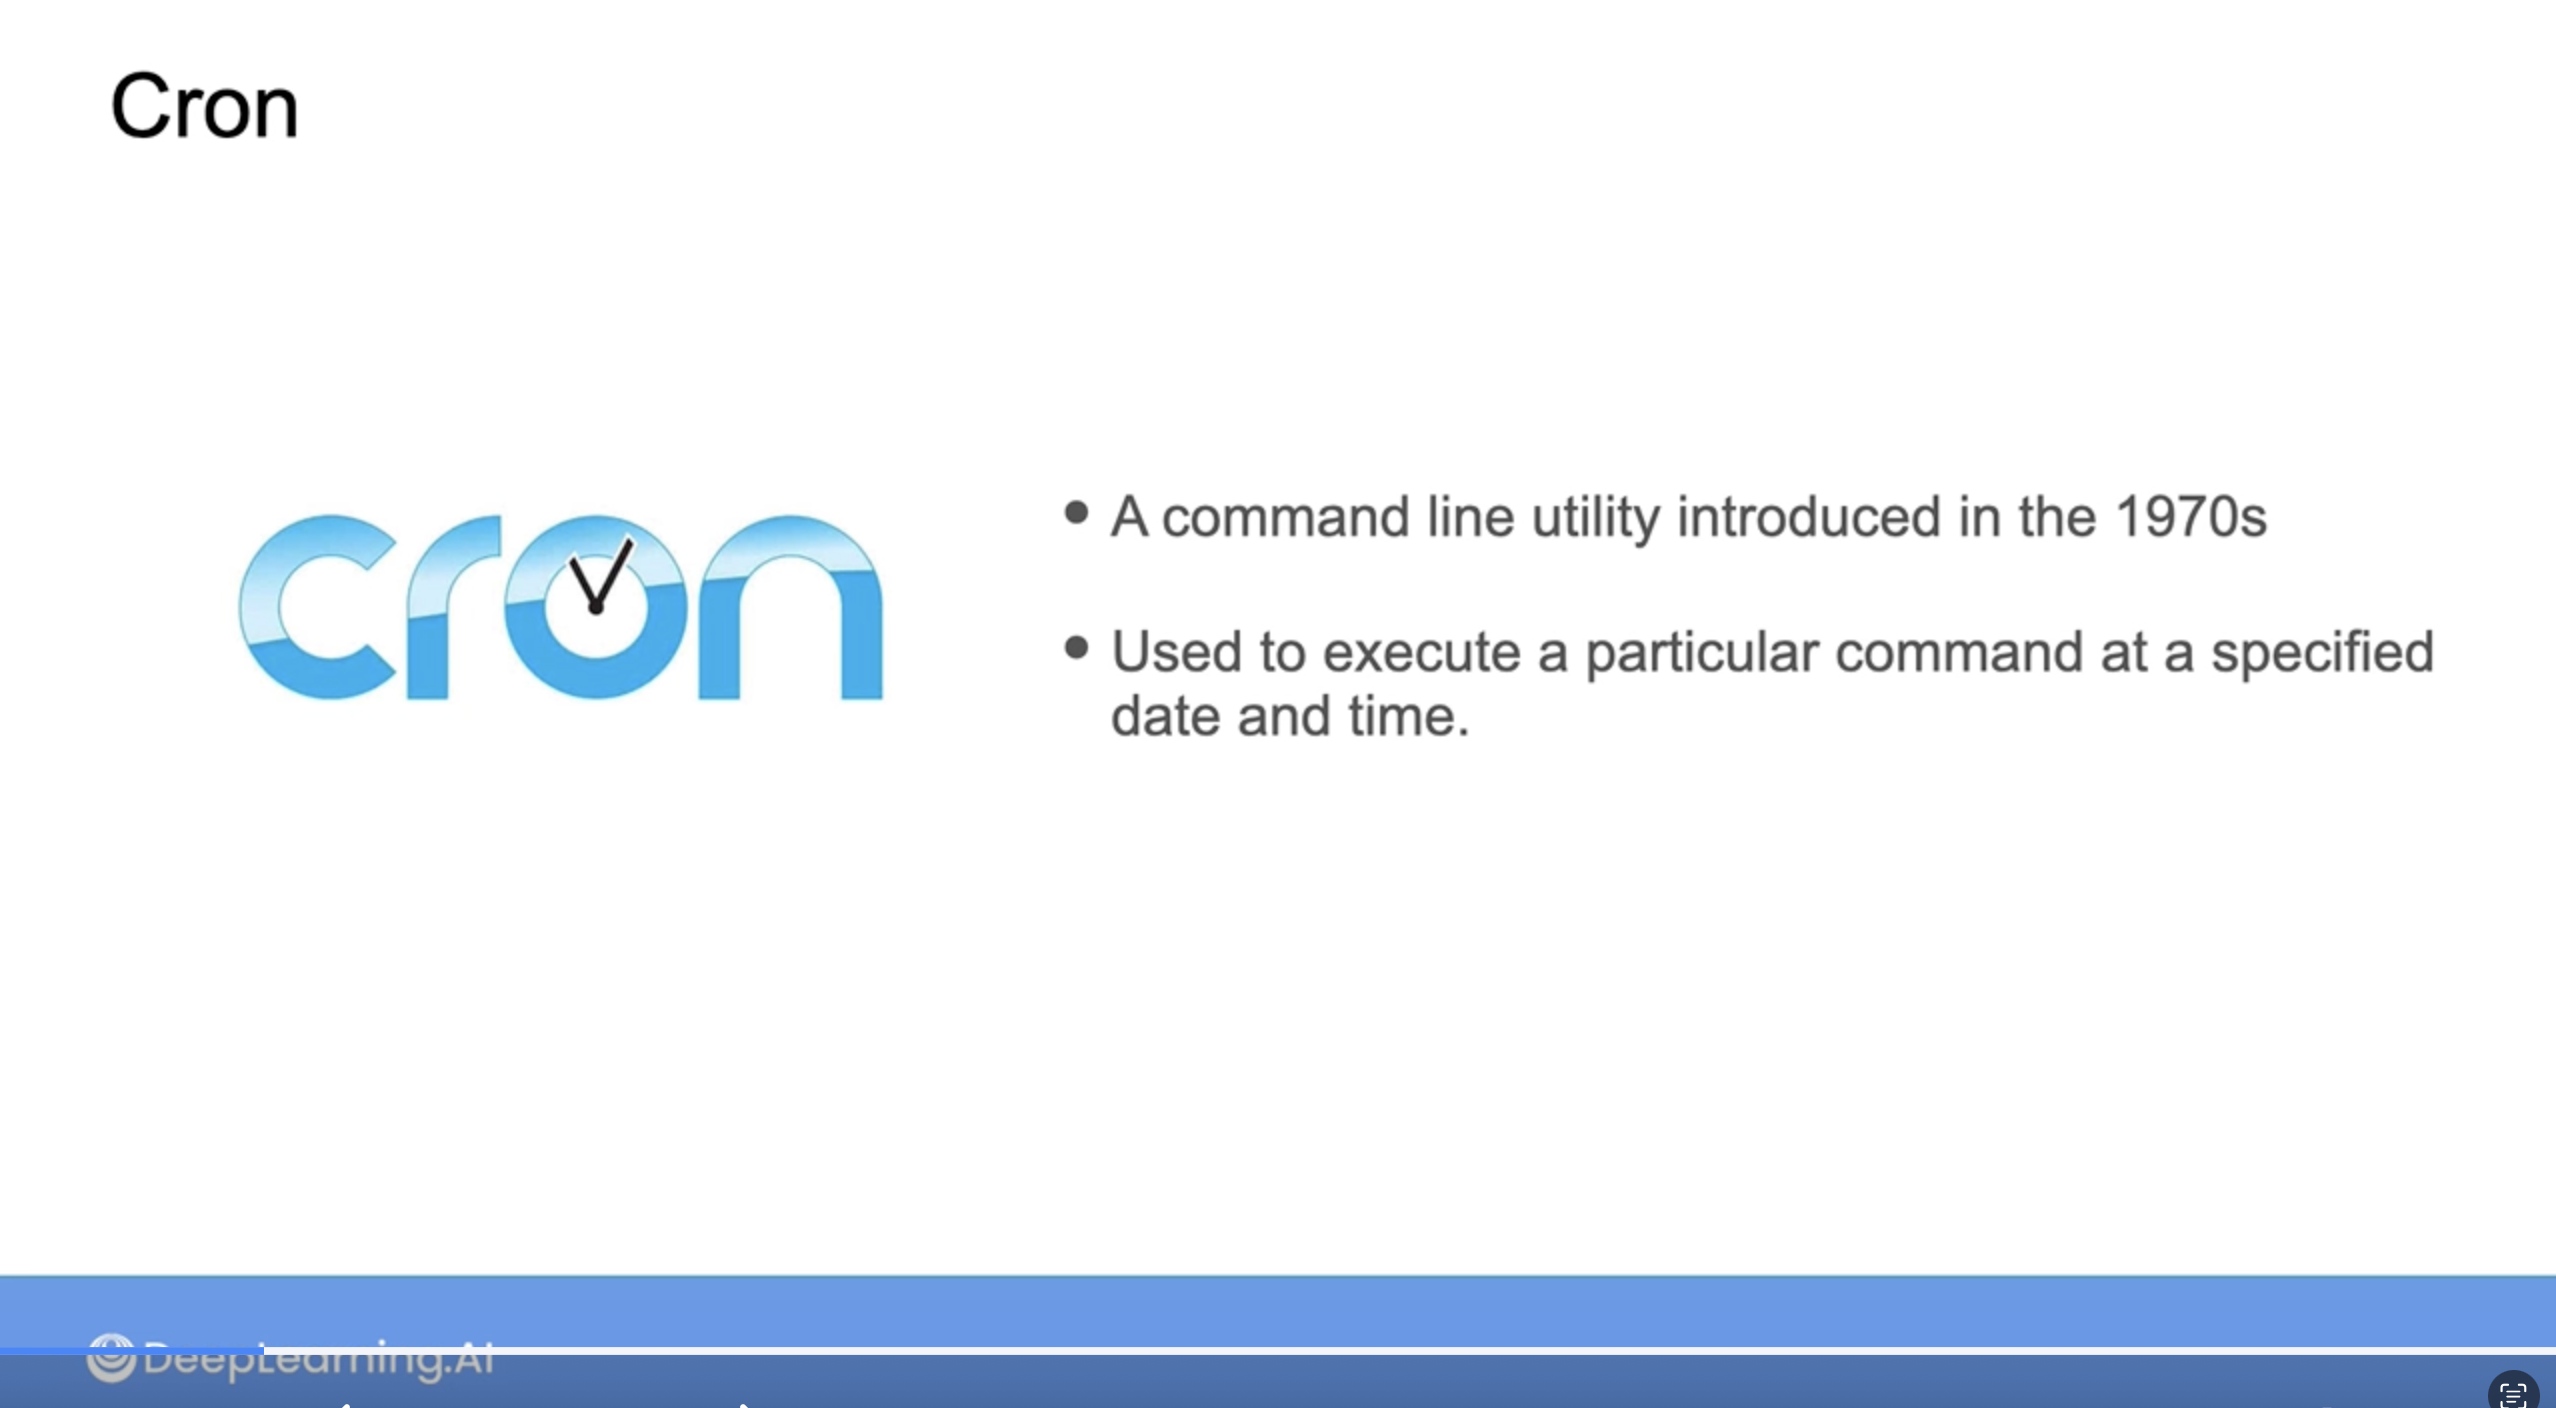 Cron
cron
• A command line utility introduced in the 1970s
• Used to execute a particular command at a specified
date and time.
DeepLearning.AI